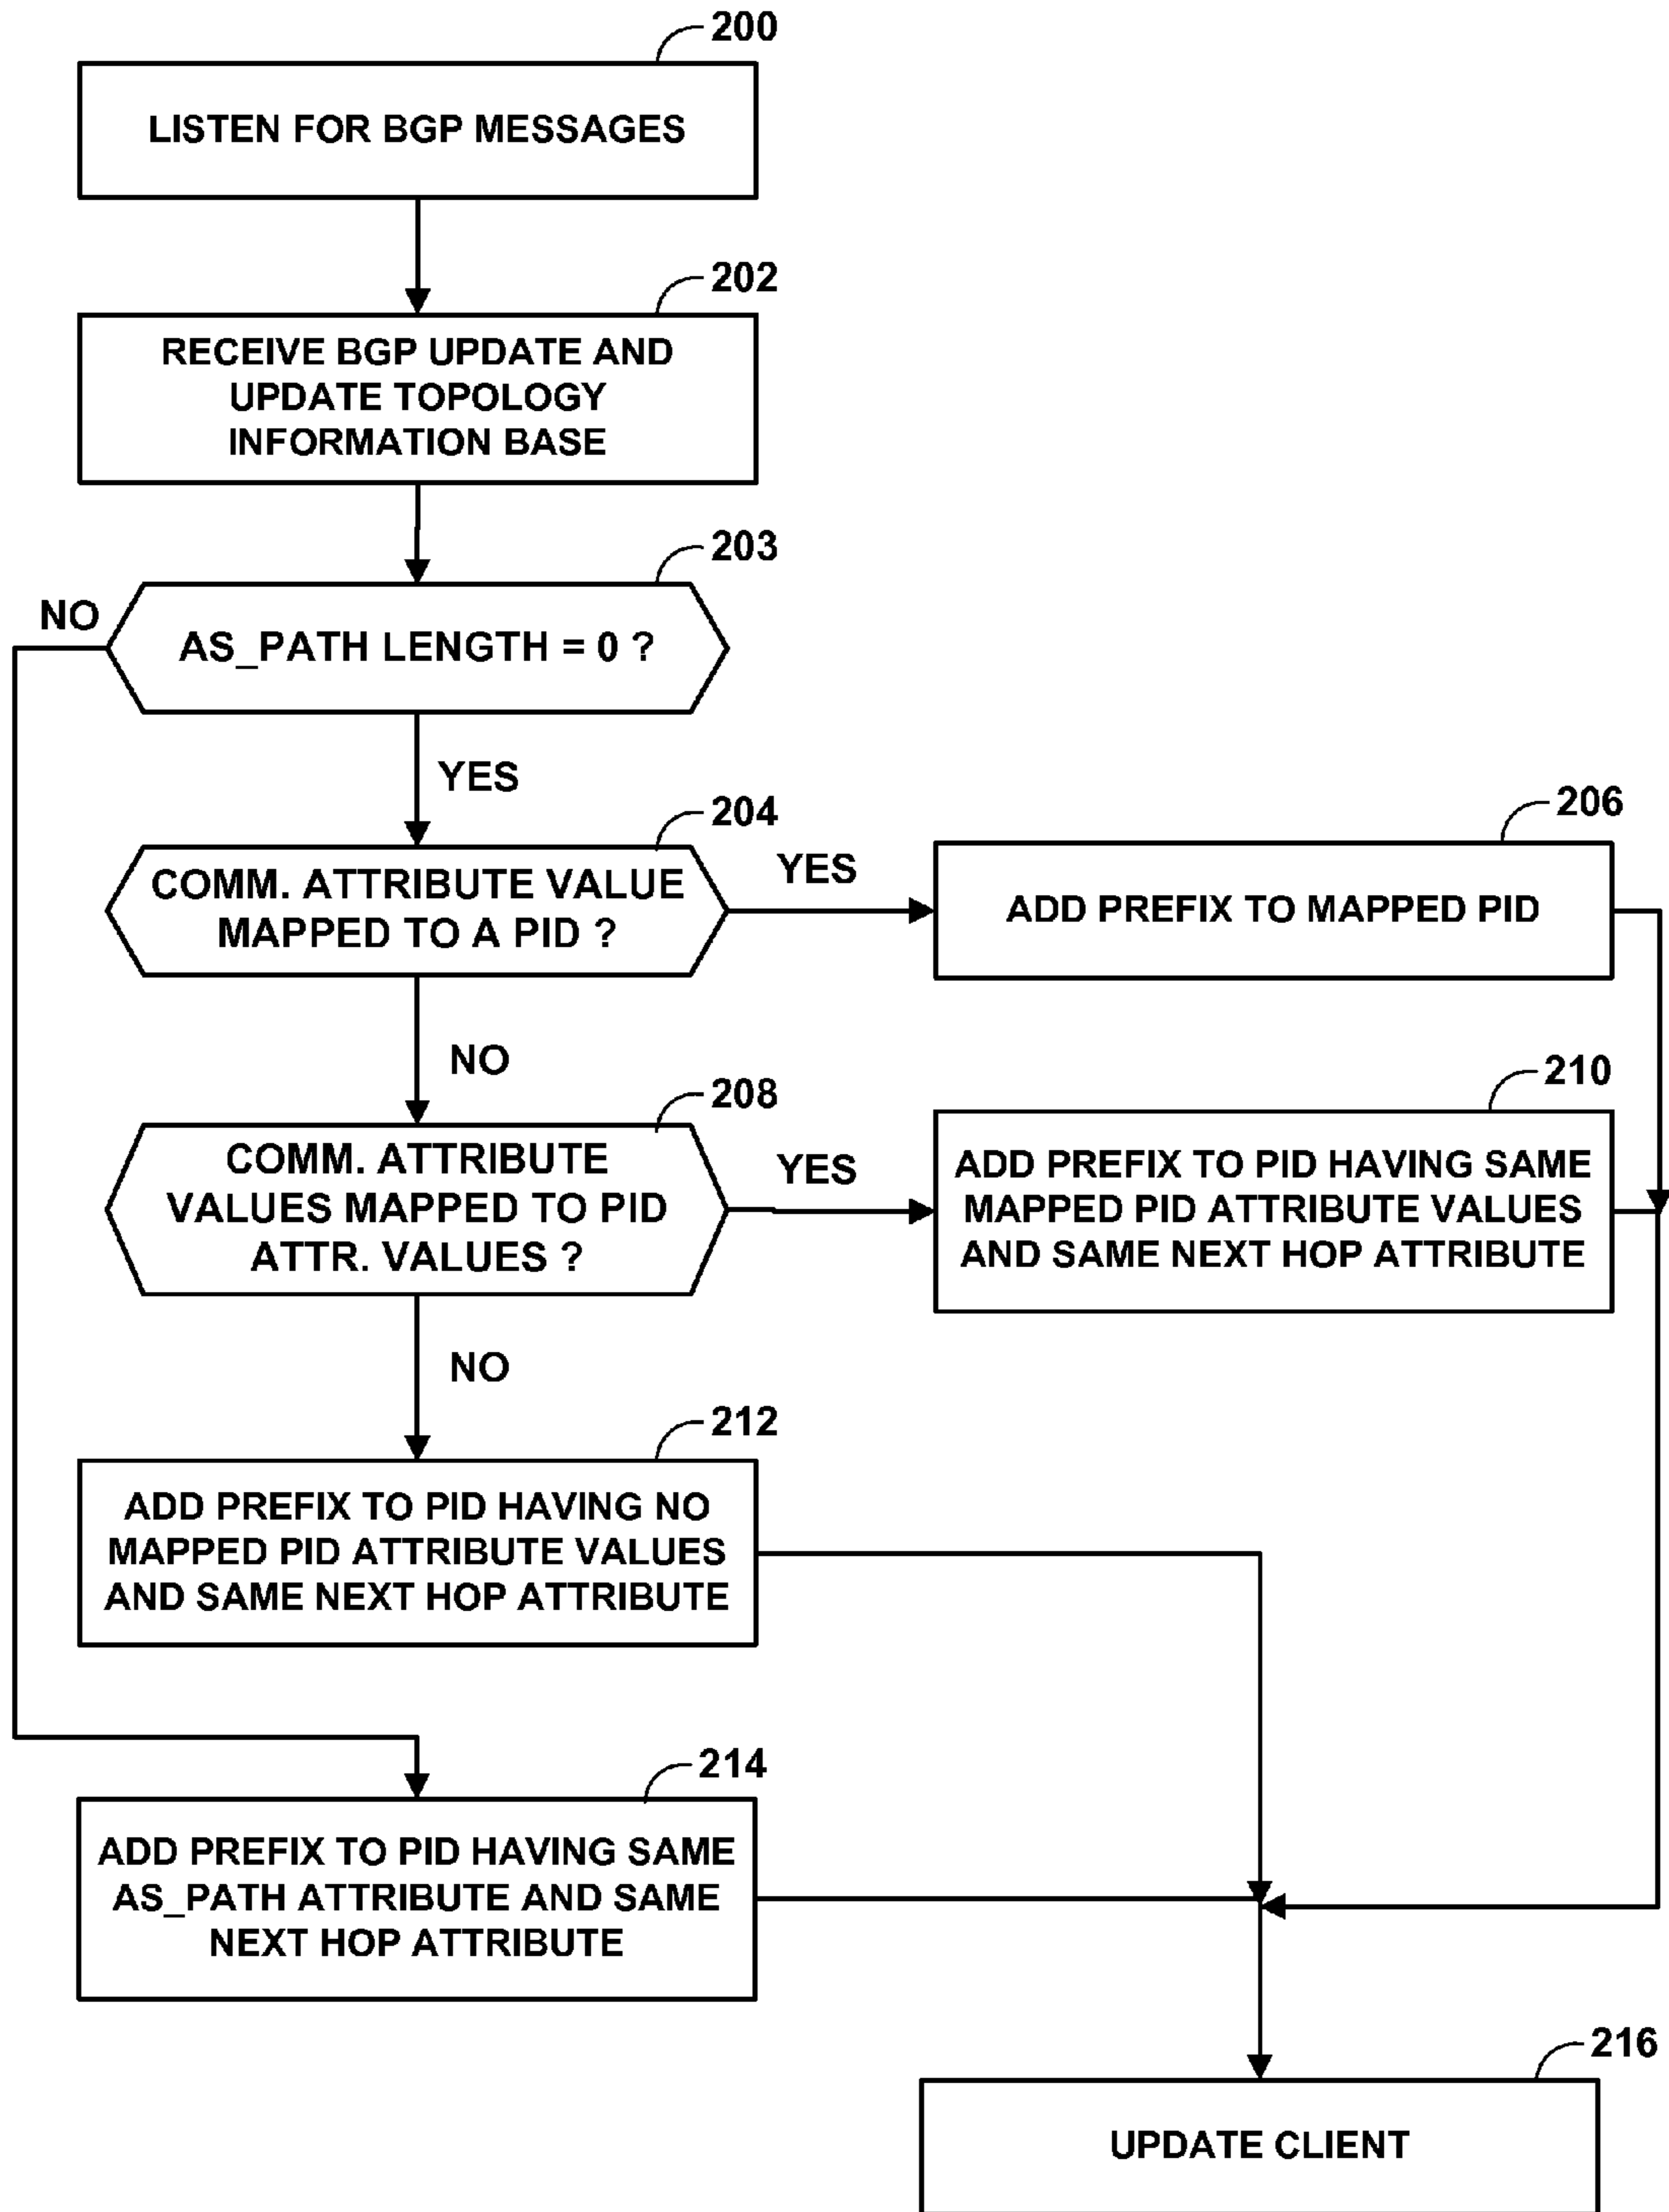 200
LISTEN FOR BGP MESSAGES
202
RECEIVE BGP UPDATE AND
UPDATE TOPOLOGY
INFORMATION BASE
203
NO
AS_PATH LENGTH = 0 ?
YES
204
COMM. ATTRIBUTE VALUE
MAPPED TO A PID ?
YES
206
ADD PREFIX TO MAPPED PID
NO
208
COMM. ATTRIBUTE
VALUES MAPPED TO PID
ATTR. VALUES ?
YES
210
ADD PREFIX TO PID HAVING SAME
MAPPED PID ATTRIBUTE VALUES
AND SAME NEXT HOP ATTRIBUTE
NO
212
ADD PREFIX TO PID HAVING NO
MAPPED PID ATTRIBUTE VALUES
AND SAME NEXT HOP ATTRIBUTE
214
ADD PREFIX TO PID HAVING SAME
AS_PATH ATTRIBUTE AND SAME
NEXT HOP ATTRIBUTE
216
UPDATE CLIENT